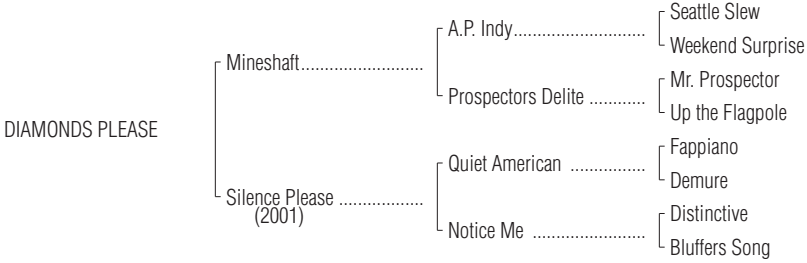 Seattle Slew
A.P. Indy............................
Weekend Surprise
Mineshaft..........................
Mr. Prospector
Prospectors Delite ............
Up the Flagpole
DIAMONDS PLEASE
Fappiano
Quiet American ................
Demure
Silence Please ..................
(2001)
Distinctive
Notice Me ........................
Bluffers Song